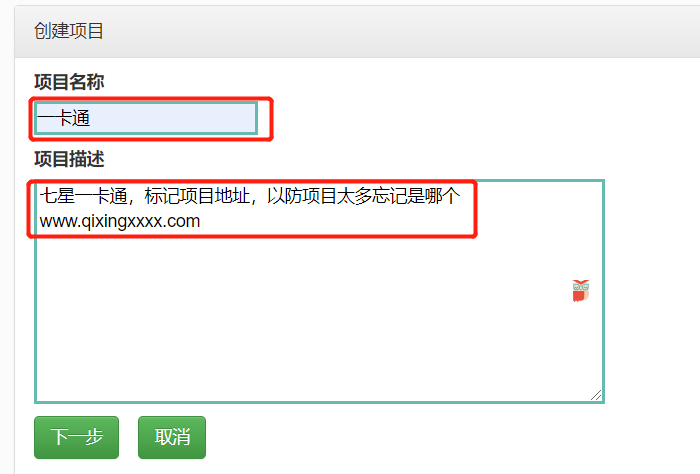 创建项目
项目名称
一卡通
项目描述
七星一卡通，标记项目地址，以防项目太多忘记是哪个
www.qixingxxxx.com
下一步 取消